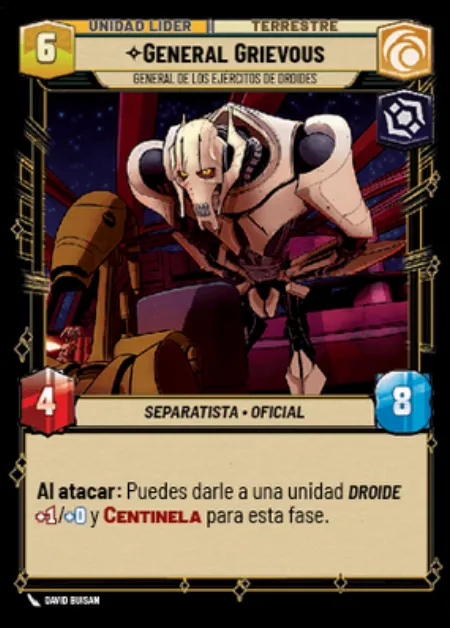 UNIDAD LÍDER TERRESTRE
6
GENERAL GRIEVOUS
GENERAL DE LOS EJÉRCITOS DE DROIDES
4
SEPARATISTA • OFICIAL
8
Al atacar: Puedes darle a una unidad DROIDE
+1/+0 y CENTINELA para esta fase.
DAVID BUISAN